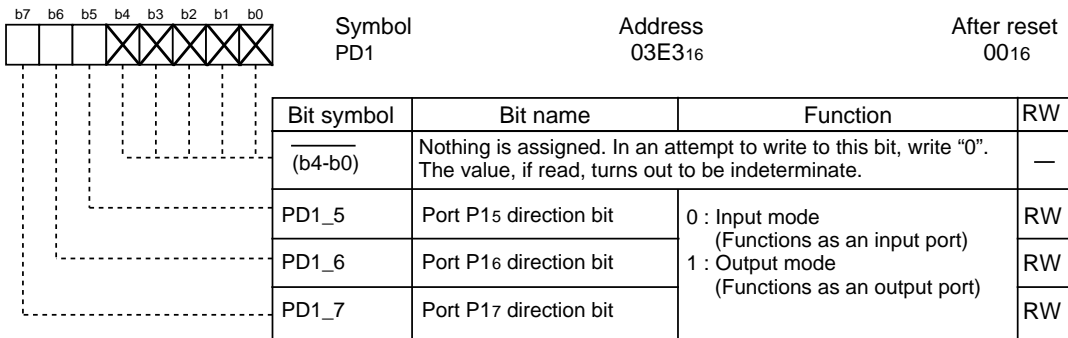 b7 b6 b5 b4 b3 b2 b1 b0
Symbol Address After reset
PD1 03E316 0016
Bit symbol Bit name Function RW
(b4-b0) Nothing is assigned. In an attempt to write to this bit, write “0”. —
The value, if read, turns out to be indeterminate.
PD1_5 Port P15 direction bit 0 : Input mode RW
(Functions as an input port)
PD1_6 Port P16 direction bit 1 : Output mode RW
(Functions as an output port)
PD1_7 Port P17 direction bit RW